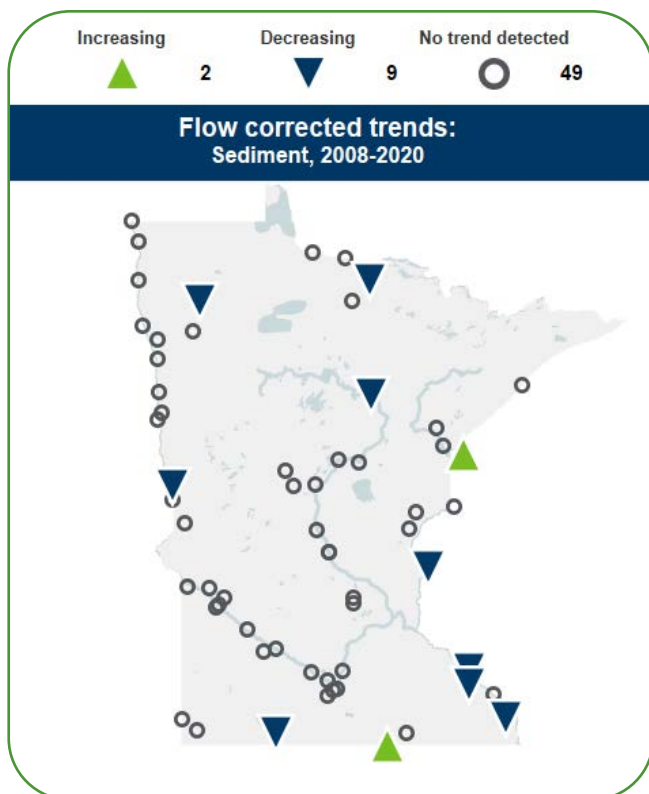 Increasing Decreasing No trend detected
2 9 49
Flow corrected trends:
Sediment, 2008-2020